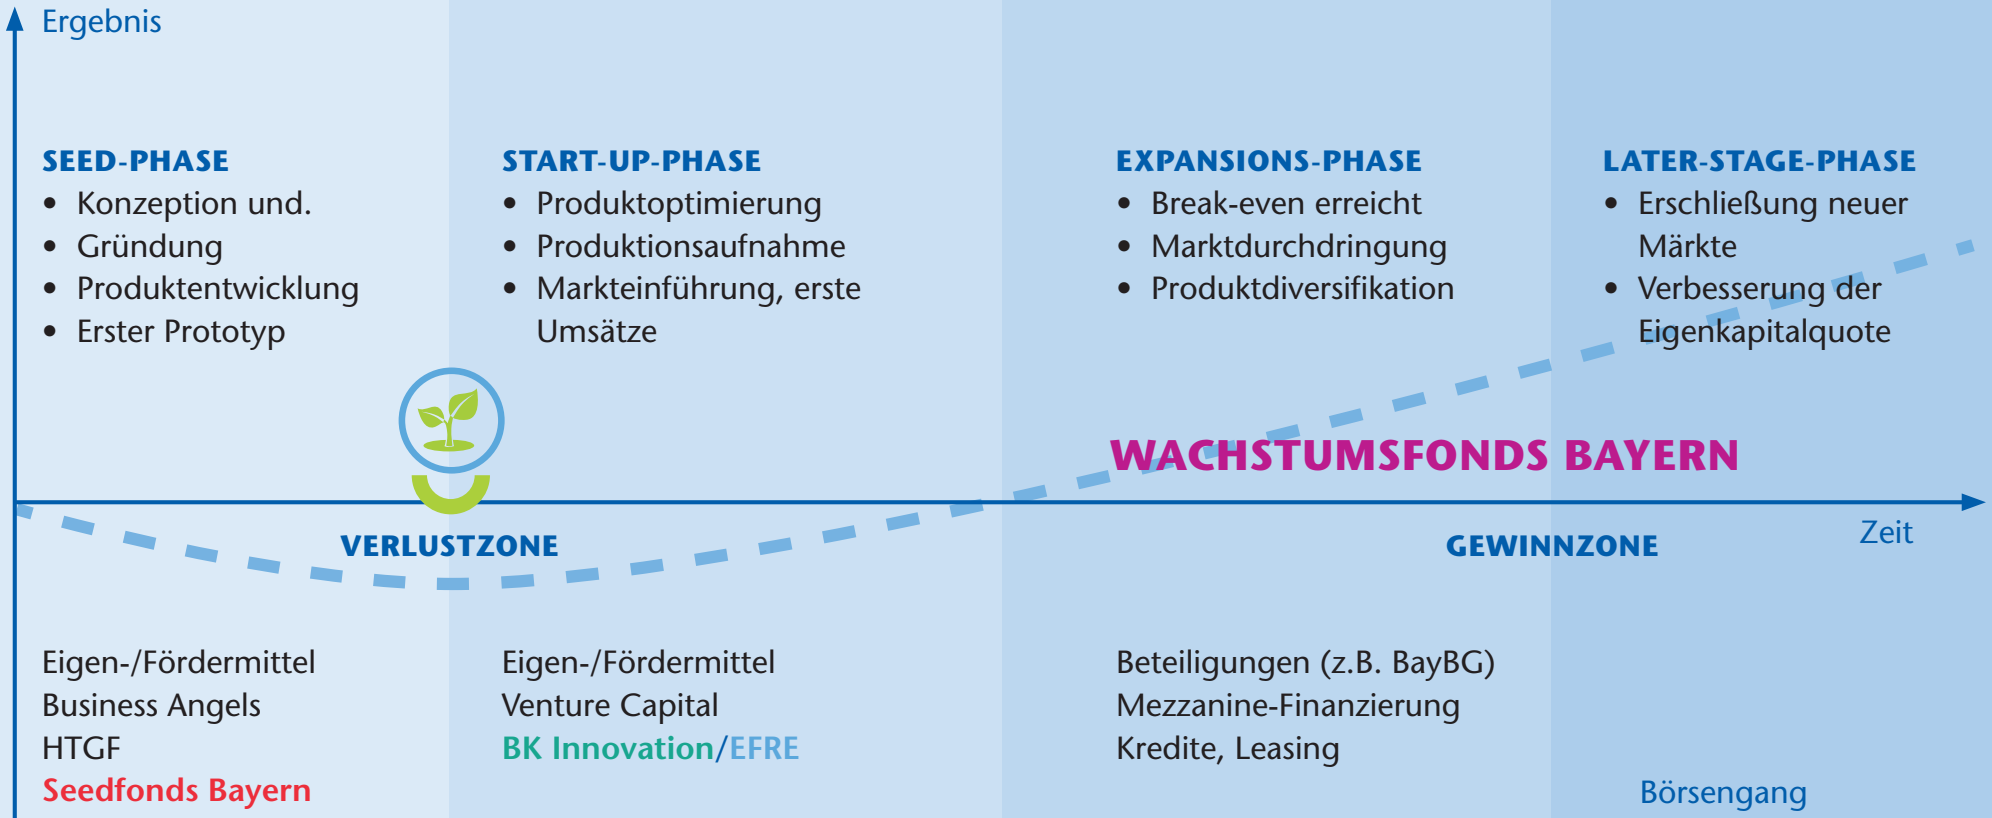 Ergebnis
SEED-PHASE
• Konzeption und.
• Gründung
• Produktentwicklung
• Erster Prototyp
START-UP-PHASE
• Produktoptimierung
• Produktionsaufnahme
• Markteinführung, erste
Umsätze
EXPANSIONS-PHASE
• Break-even erreicht
• Marktdurchdringung
• Produktdiversifikation
LATER-STAGE-PHASE
• Erschließung neuer
Märkte
• Verbesserung der
Eigenkapitalquote
WACHSTUMSFONDS BAYERN
VERLUSTZONE
GEWINNZONE
Zeit
Eigen-/Fördermittel
Business Angels
HTGF
Seedfonds Bayern
Eigen-/Fördermittel
Venture Capital
BK Innovation/EFRE
Beteiligungen (z.B. BayBG)
Mezzanine-Finanzierung
Kredite, Leasing
Börsengang